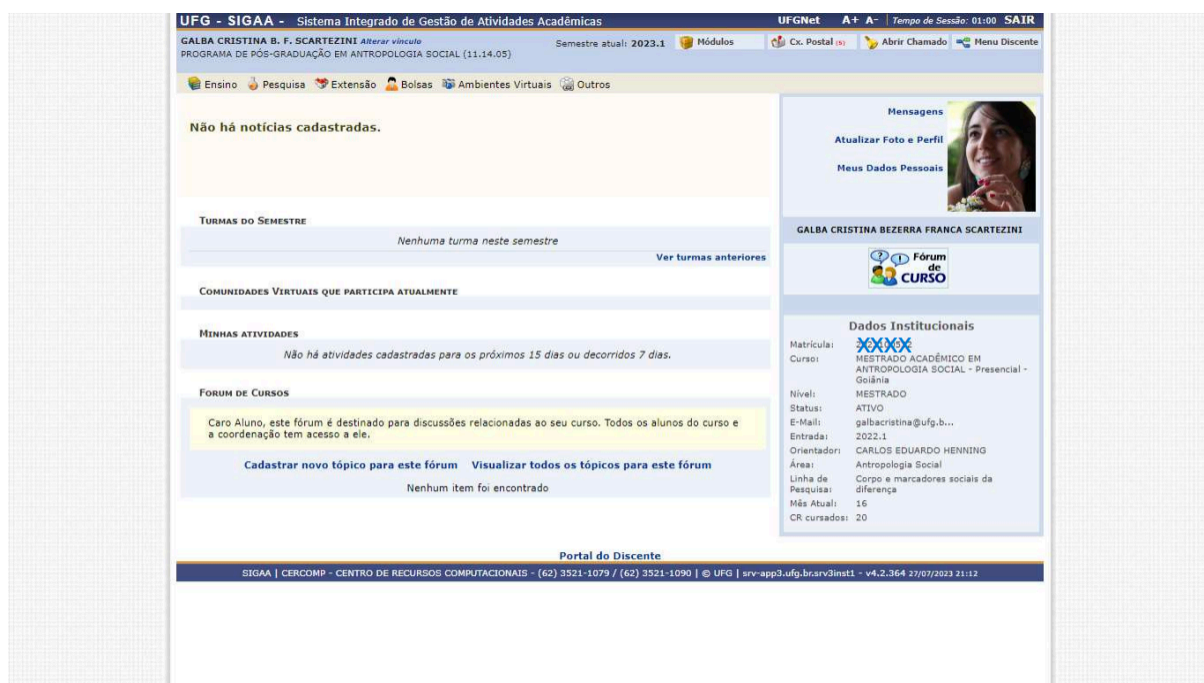 UFG - SIGAA - Sistema Integrado de Gestão de Atividades Acadêmicas
UFGNet A+ A- Tempo de Sessão: 01:00 SAIR
GALBA CRISTINA B. F. SCARTEZINI Alterar vínculo
Semestre atual: 2023.1
Módulos
Cx. Postal (5)
Abrir Chamado
Menu Discente
PROGRAMA DE PÓS-GRADUAÇÃO EM ANTROPOLOGIA SOCIAL (11.14.05)
Ensino Pesquisa Extensão Bolsas Ambientes Virtuais Outros
Não há notícias cadastradas.
TURMAS DO SEMESTRE
Nenhuma turma neste semestre
Ver turmas anteriores
COMUNIDADES VIRTUAIS QUE PARTICIPA ATUALMENTE
MINHAS ATIVIDADES
Não há atividades cadastradas para os próximos 15 dias ou decorridos 7 dias.
FORUM DE CURSOS
Caro Aluno, este fórum é destinado para discussões relacionadas ao seu curso. Todos os alunos do curso e
a coordenação tem acesso a ele.
Cadastrar novo tópico para este fórum Visualizar todos os tópicos para este fórum
Nenhum item foi encontrado
Mensagens
Atualizar Foto e Perfil
Meus Dados Pessoais
GALBA CRISTINA BEZERRA FRANCA SCARTEZINI
Fórum
de
CURSO
Dados Institucionais
Matrícula:
Curso: MESTRADO ACADÊMICO EM
ANTROPOLOGIA SOCIAL - Presencial -
Goiânia
Nível: MESTRADO
Status: ATIVO
E-Mail: galbacristina@ufg.b...
Entrada: 2022.1
Orientador: CARLOS EDUARDO HENNING
Área: Antropologia Social
Linha de Corpo e marcadores sociais da
Pesquisa: diferença
Mês Atual: 16
CR cursados: 20
Portal do Discente
SIGAA | CERCOMP - CENTRO DE RECURSOS COMPUTACIONAIS - (62) 3521-1079 / (62) 3521-1090 | © UFG | srv-app3.ufg.br.srv3inst1 - v4.2.364 27/07/2023 21:12